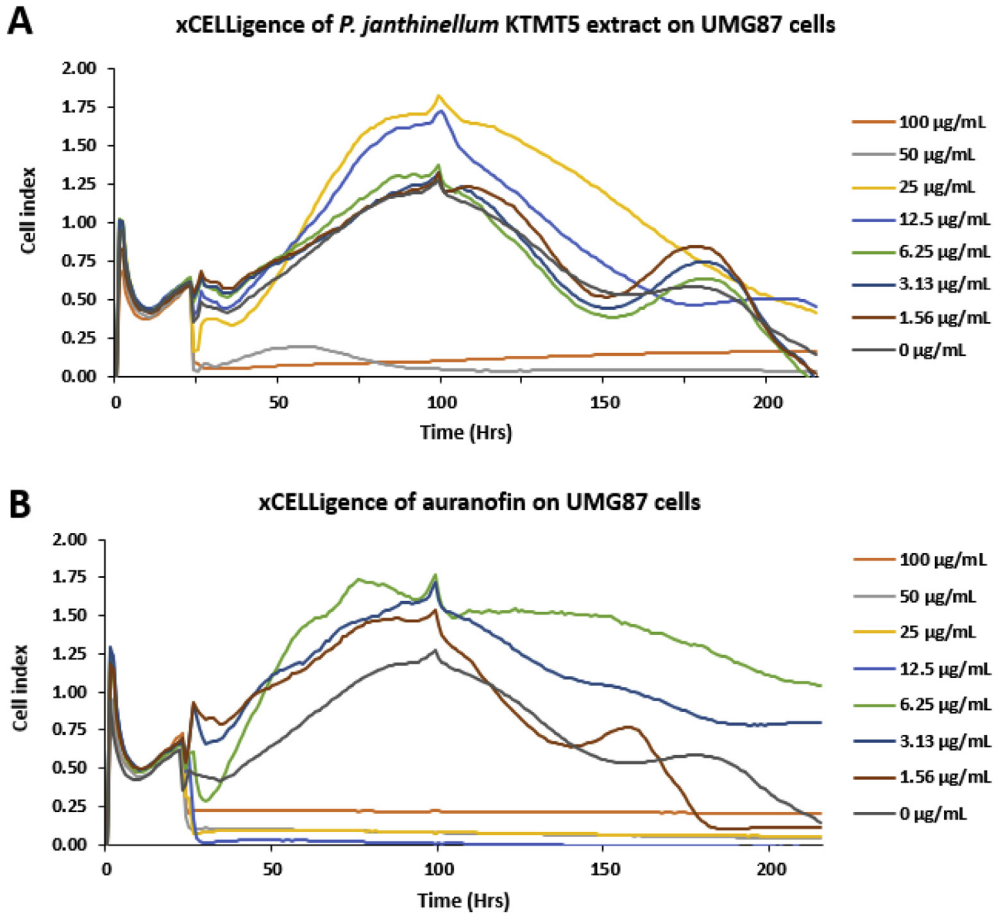 A
xCELLigence of P. janthinellum KTMT5 extract on UMG87 cells
2.00
1.75
1.50
1.25
1.00
0.75
0.50
0.25
0.00
Cell index
0
50
100
150
200
Time (Hrs)
100 µg/mL
50 µg/mL
25 µg/mL
12.5 µg/mL
6.25 µg/mL
3.13 µg/mL
1.56 µg/mL
0 µg/mL
B
xCELLigence of auranofin on UMG87 cells
2.00
1.75
1.50
1.25
1.00
0.75
0.50
0.25
0.00
Cell index
0
50
100
150
200
Time (Hrs)
100 µg/mL
50 µg/mL
25 µg/mL
12.5 µg/mL
6.25 µg/mL
3.13 µg/mL
1.56 µg/mL
0 µg/mL